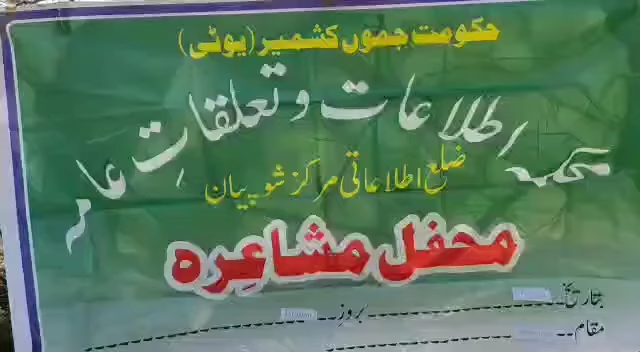 حکومت جموں کشمیر (یوٹی)
محکمہ اطلاعات و تعلقاتِ عامہ
ضلع اطلاعاتی مرکز شوپیان
محفل مشاعرہ
بتاریخ بروز
مقام